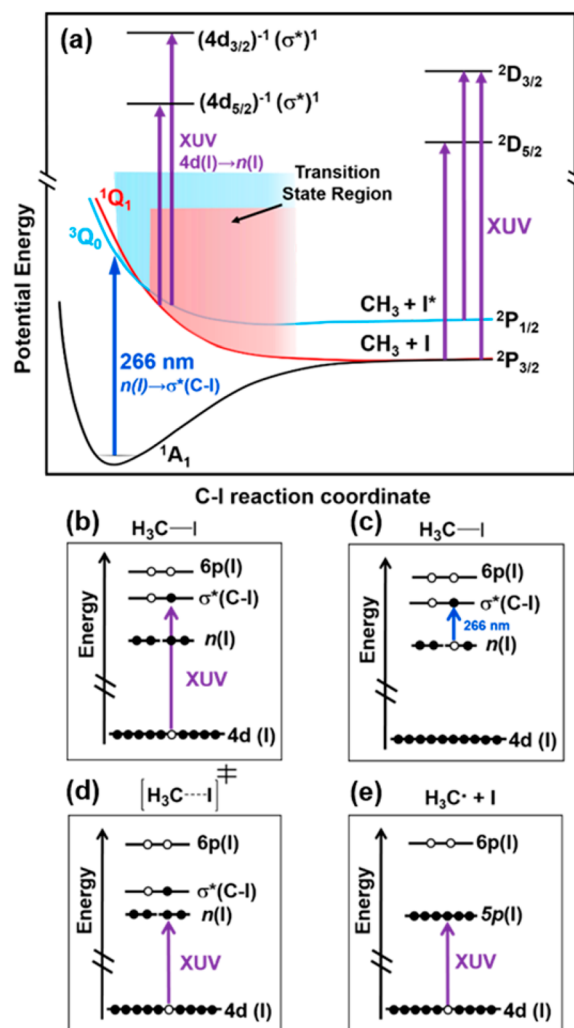 (a)
(4d3/2)-1 (σ*)1
(4d5/2)-1 (σ*)1
2D3/2
2D5/2
XUV
4d(I)→n(I)
Transition
State Region
XUV
1Q1
3Q0
Potential Energy
CH3 + I*
2P1/2
CH3 + I
2P3/2
266 nm
n(I)→σ*(C-I)
1A1
C-I reaction coordinate
(b)
H3C—I
Energy
6p(I)
σ*(C-I)
n(I)
XUV
4d (I)
(c)
H3C—I
Energy
6p(I)
σ*(C-I)
266 nm
n(I)
4d (I)
(d)
[H3C----I]‡
Energy
6p(I)
σ*(C-I)
n(I)
XUV
4d (I)
(e)
H3C· + I
Energy
6p(I)
5p(I)
XUV
4d (I)